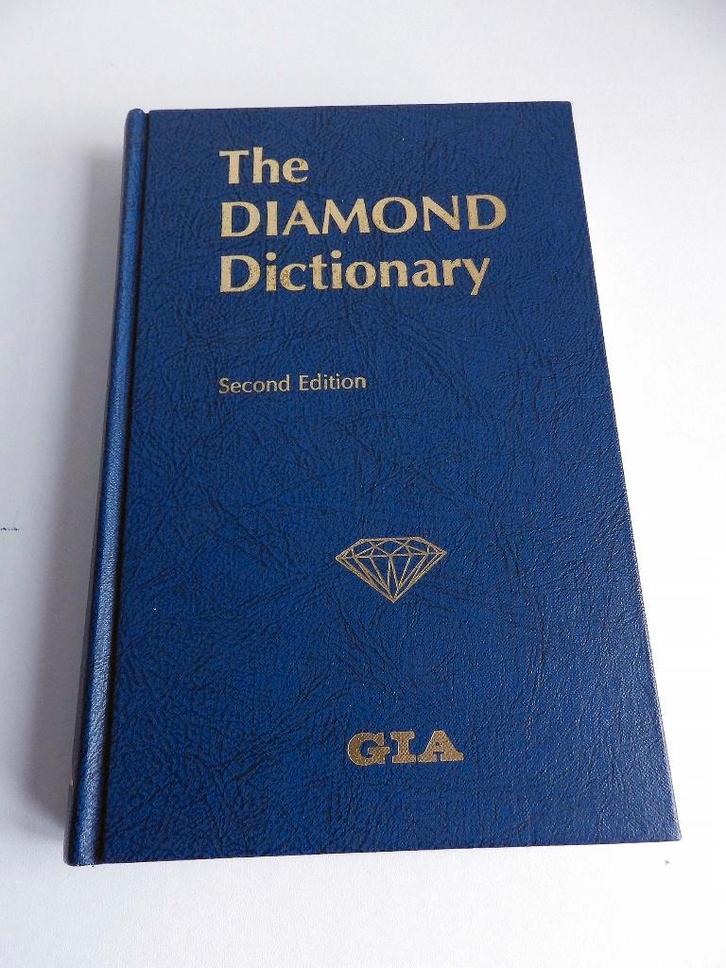 The
DIAMOND
Dictionary
Second Edition
GIA